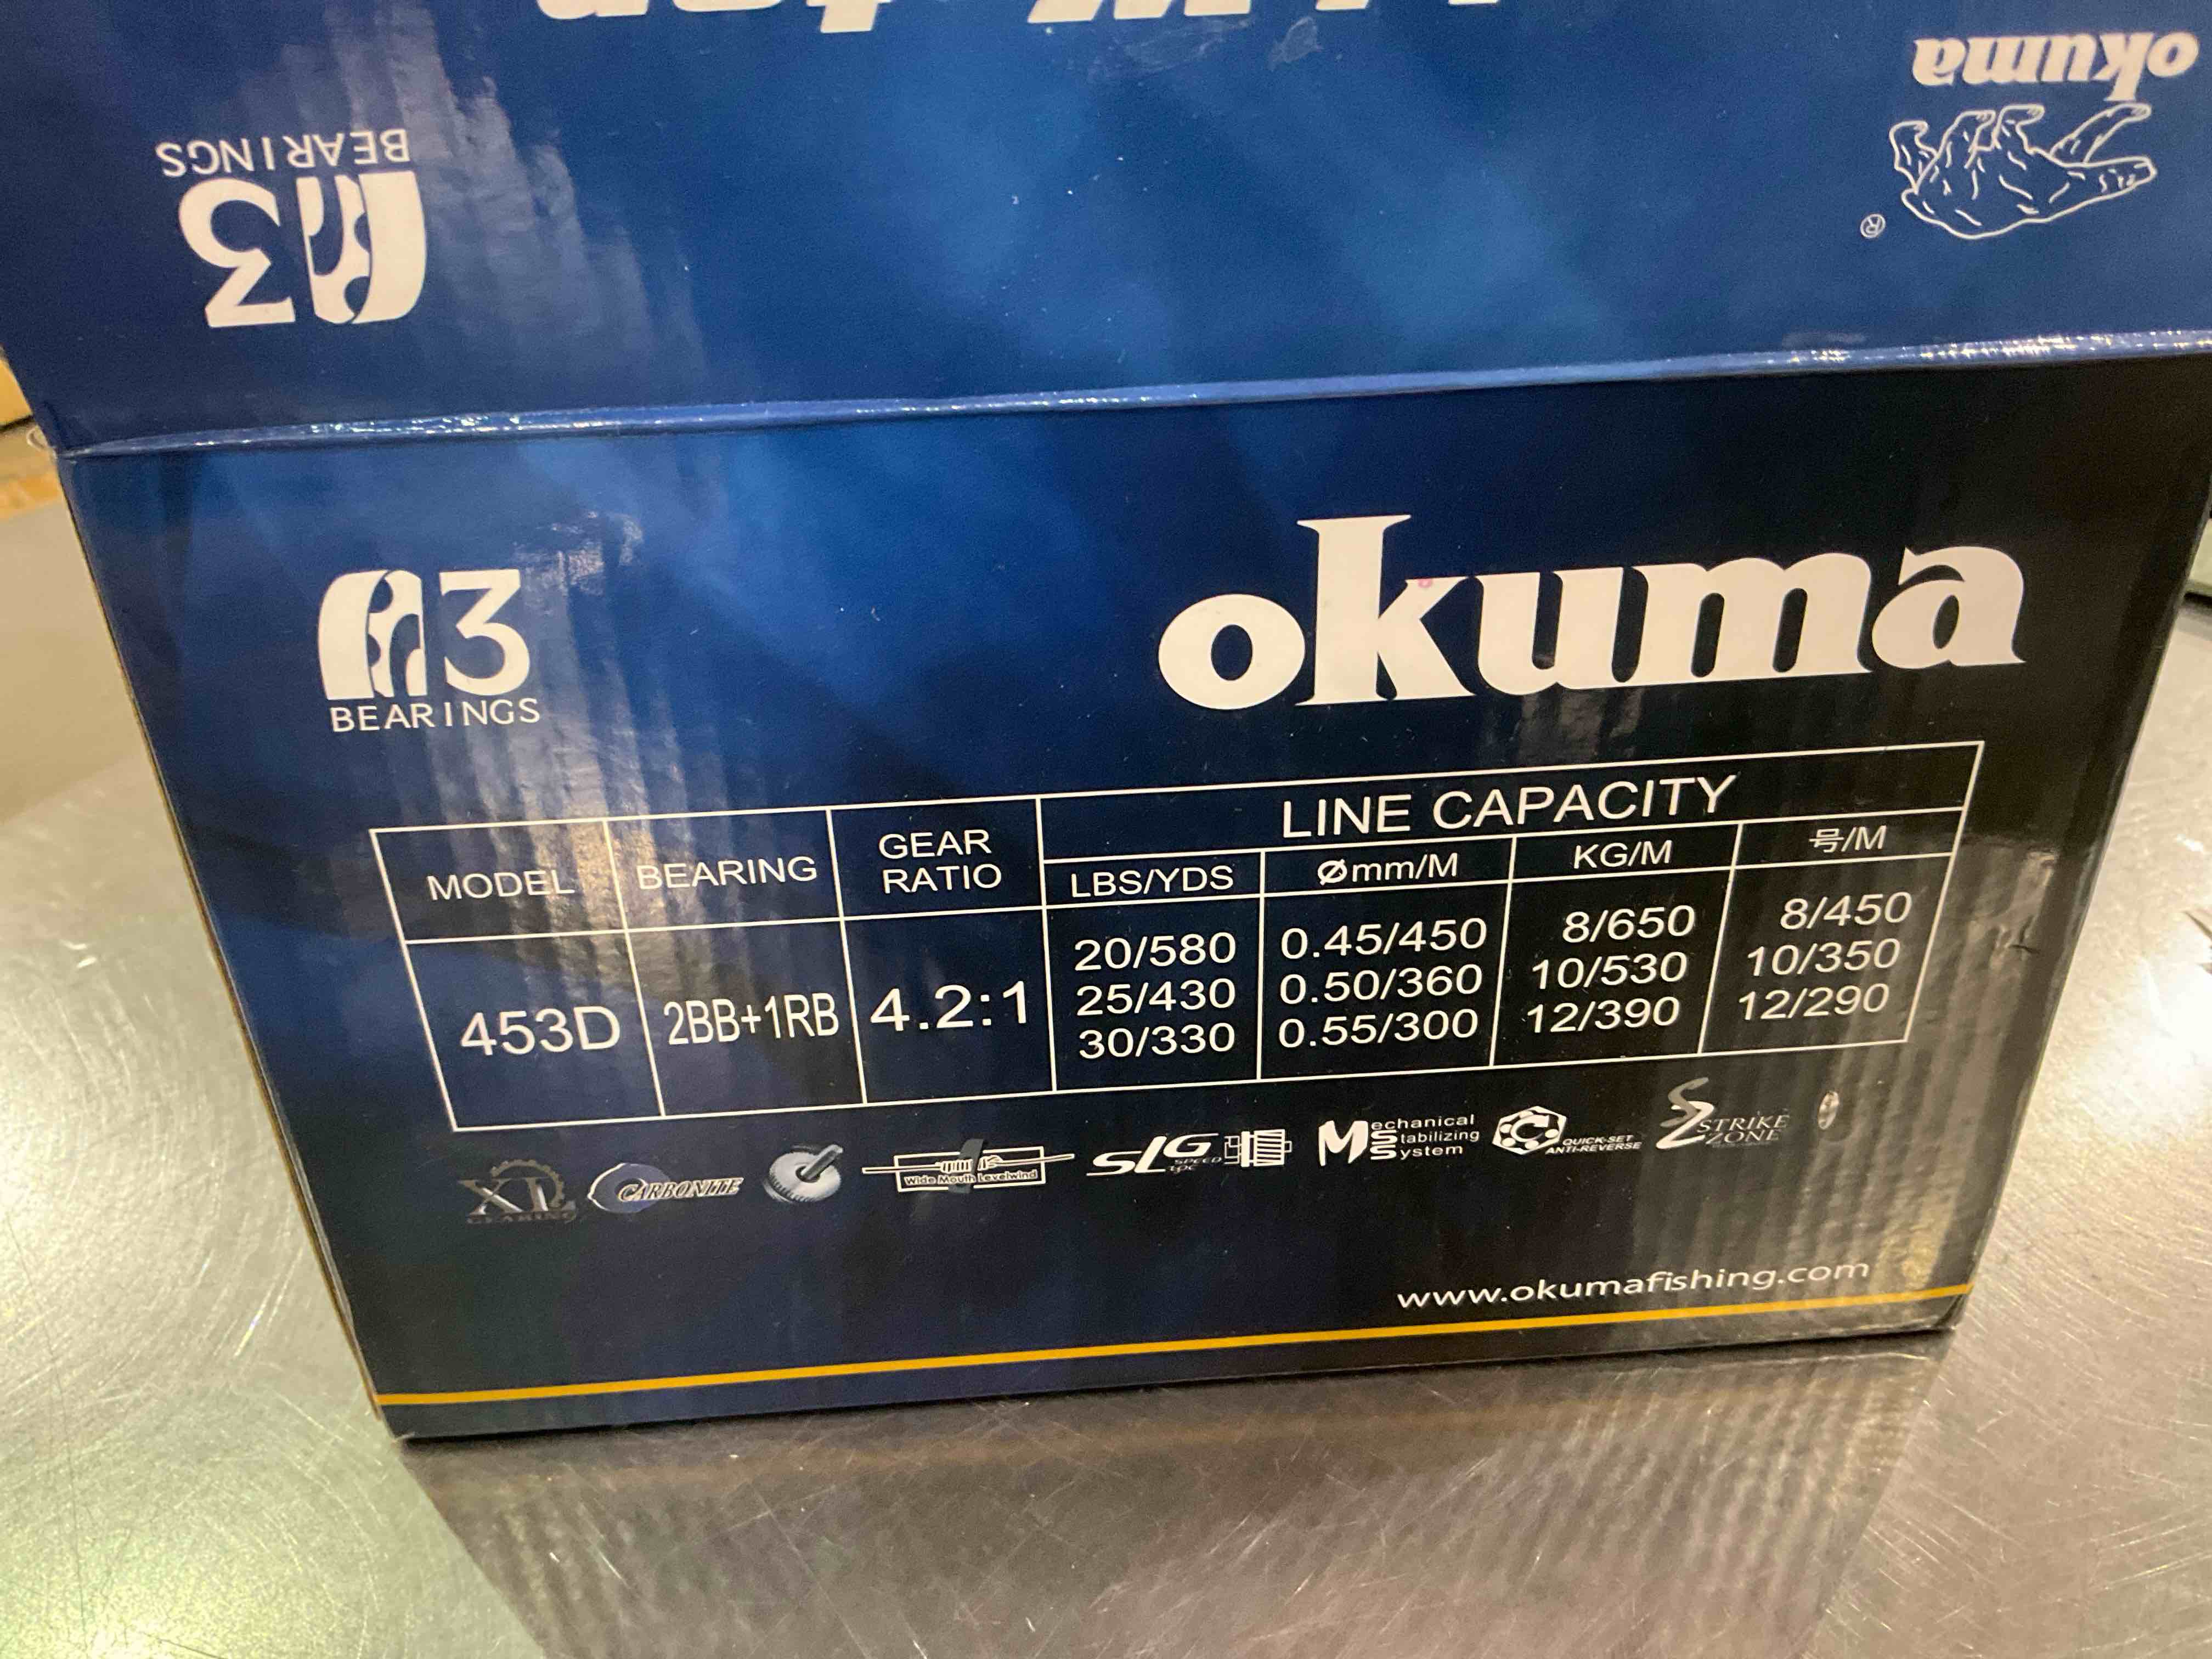 okuma
®
3
BEARINGS
3
BEARINGS
okuma
MODEL BEARING GEAR RATIO LINE CAPACITY
LBS/YDS Ømm/M KG/M 号/M
453D 2BB+1RB 4.2:1
20/580 0.45/450 8/650 8/450
25/430 0.50/360 10/530 10/350
30/330 0.55/300 12/390 12/290
XL GEARING
CARBONITE
Wide Mouth Levelwind
SLG SPEED
Mechanical
Stabilizing
System
QUICK-SET
ANTI-REVERSE
STRIKE
ZONE
www.okumafishing.com